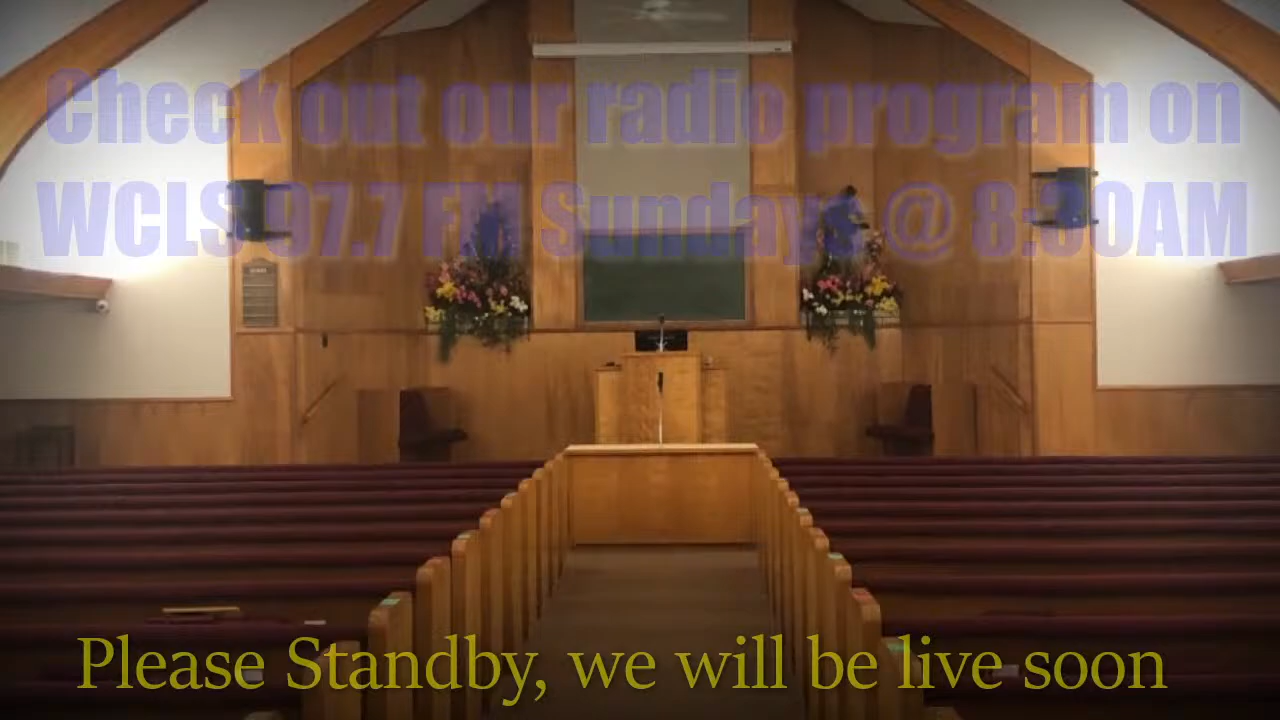 Check out our radio program on
WCLS 97.7 FM Sundays @ 8:30AM
Please Standby, we will be live soon